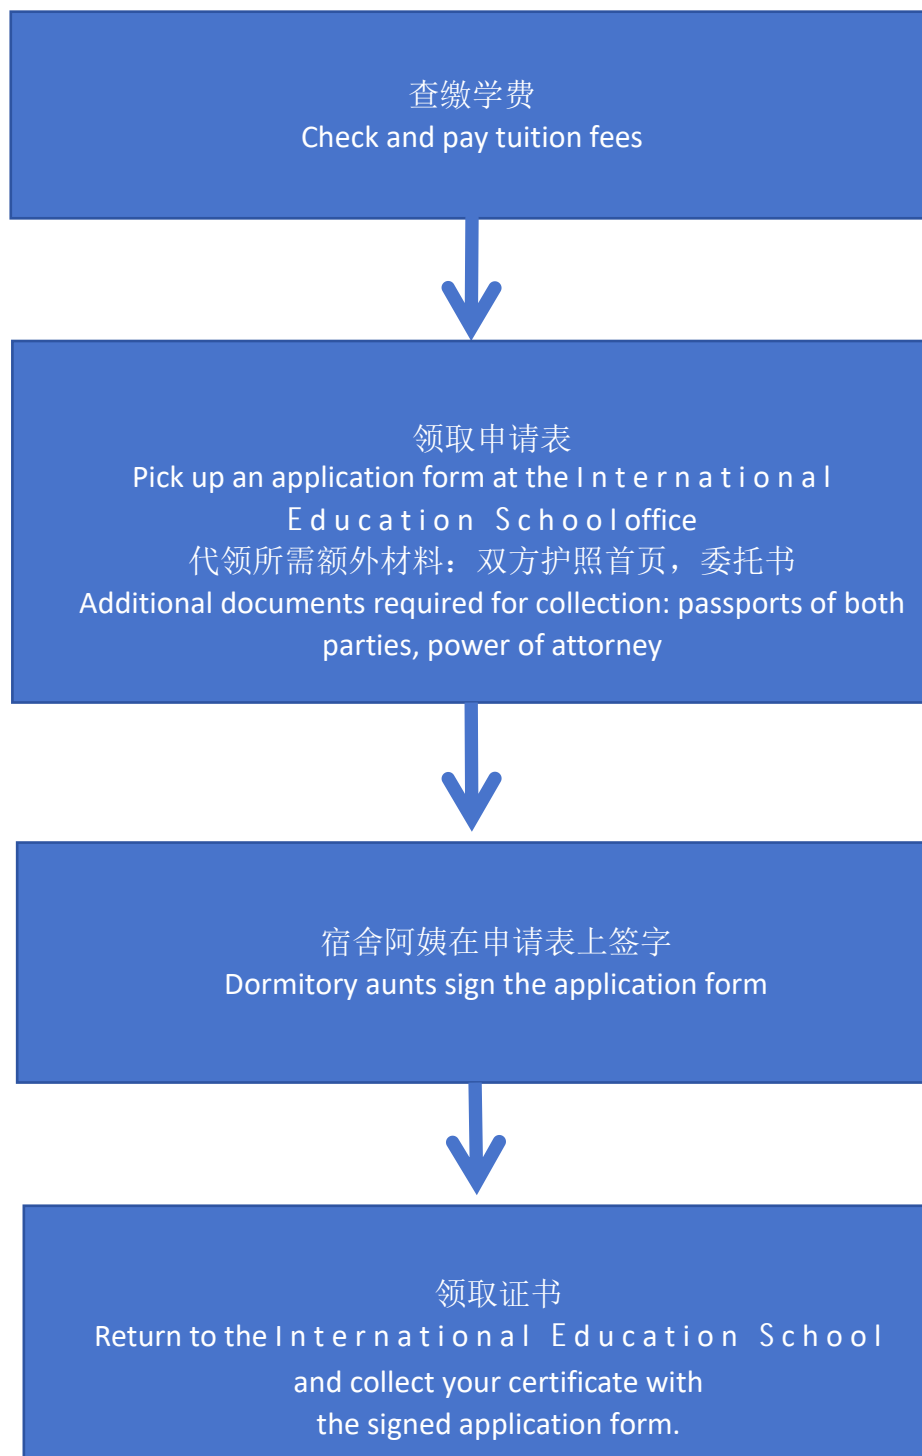 查缴学费
Check and pay tuition fees
领取申请表
Pick up an application form at the International
Education School office
代领所需额外材料：双方护照首页，委托书
Additional documents required for collection: passports of both
parties, power of attorney
宿舍阿姨在申请表上签字
Dormitory aunts sign the application form
领取证书
Return to the International Education School
and collect your certificate with
the signed application form.